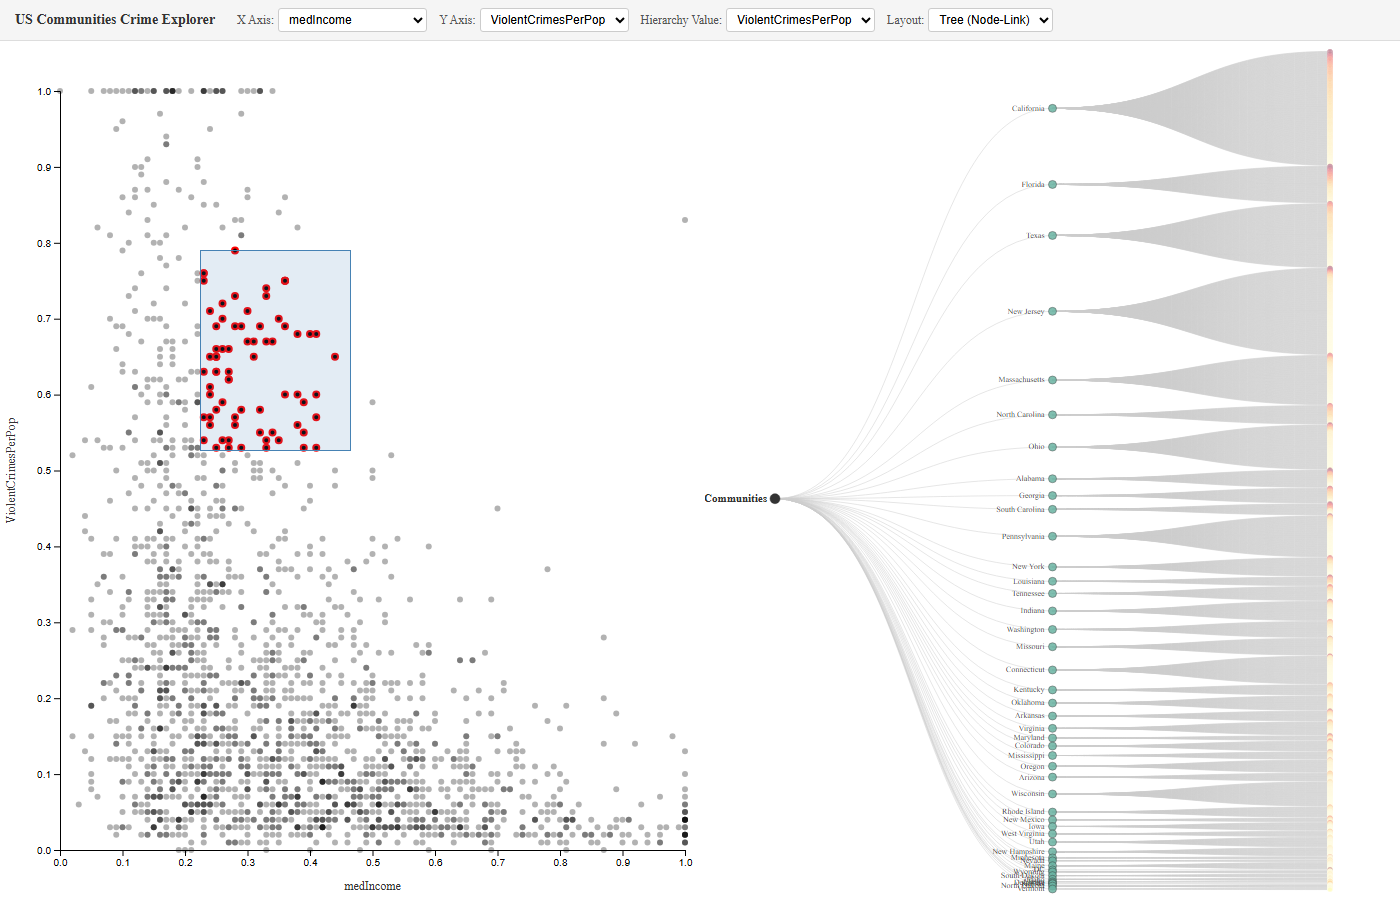 US Communities Crime Explorer X Axis: medIncome Y Axis: ViolentCrimesPerPop Hierarchy Value: ViolentCrimesPerPop Layout: Tree (Node-Link)
1.0
0.9
0.8
0.7
0.6
0.5
0.4
0.3
0.2
0.1
0.0
ViolentCrimesPerPop
0.0 0.1 0.2 0.3 0.4 0.5 0.6 0.7 0.8 0.9 1.0
medIncome
Communities
California
Florida
Texas
New Jersey
Massachusetts
North Carolina
Ohio
Alabama
Georgia
South Carolina
Pennsylvania
New York
Louisiana
Tennessee
Indiana
Washington
Missouri
Connecticut
Kentucky
Oklahoma
Arkansas
Virginia
Maryland
Colorado
Mississippi
Oregon
Arizona
Wisconsin
Rhode Island
New Mexico
Iowa
West Virginia
Utah
New Hampshire
Minnesota
Nevada
Maine
Wyoming
Vermont